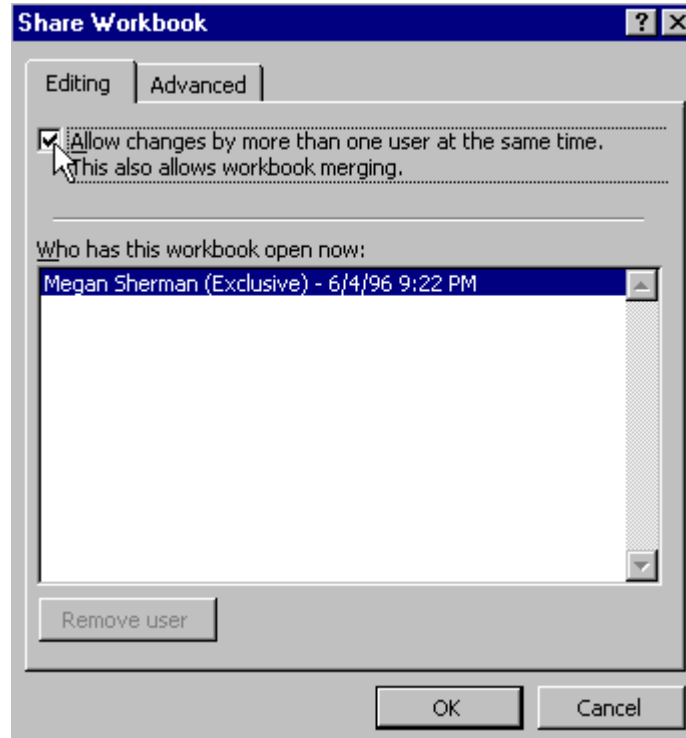 Share Workbook
Editing Advanced
Allow changes by more than one user at the same time.
This also allows workbook merging.
Who has this workbook open now:
Megan Sherman (Exclusive) - 6/4/96 9:22 PM
Remove user
OK Cancel